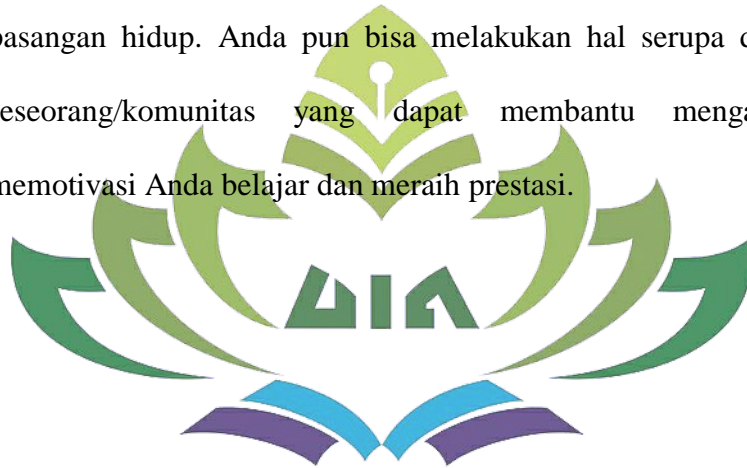 pasangan hidup. Anda pun bisa melakukan hal serupa
seseorang/komunitas yang dapat membantu
memotivasi Anda belajar dan meraih prestasi.
UIN